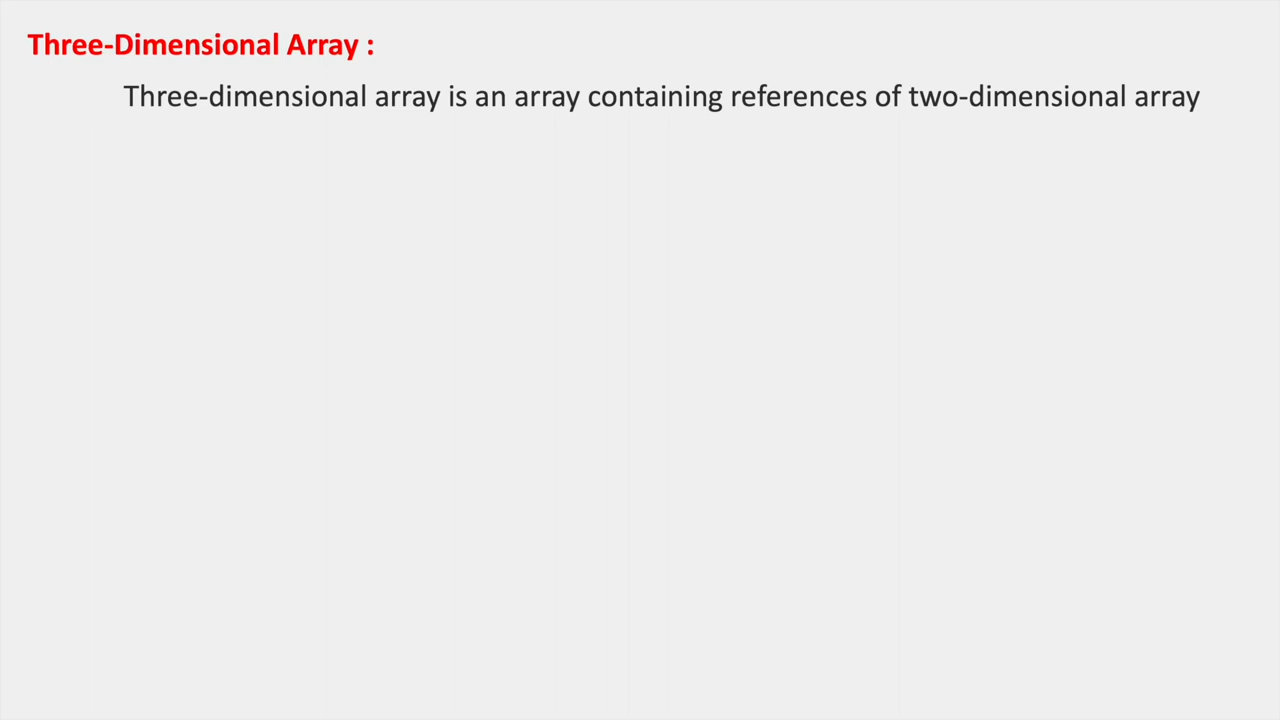 Three-Dimensional Array :
Three-dimensional array is an array containing references of two-dimensional array